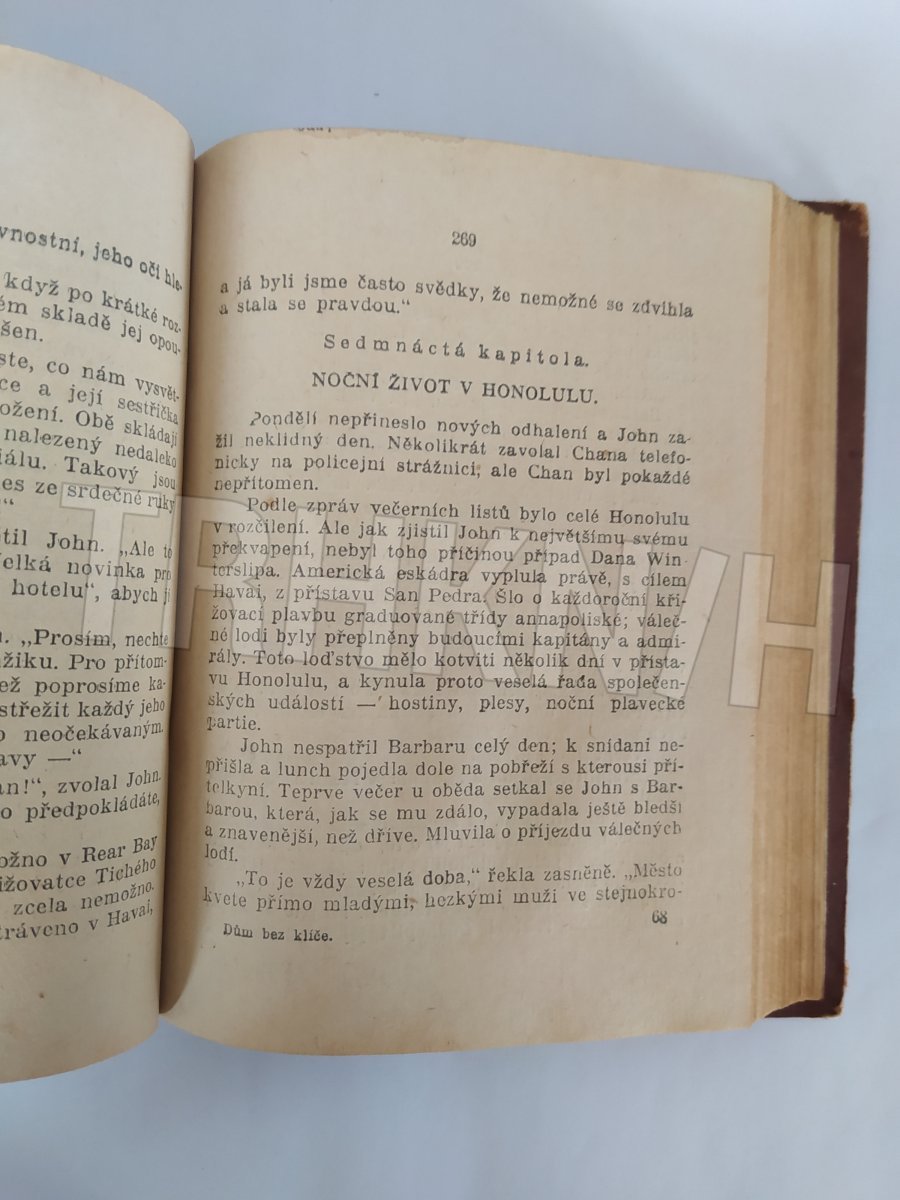 vnostní, jeho oči hle-
když po krátké roz-
ém skladě jej opou-
šen.
ste, co nám vysvět-
ce a její sestřička
ožení. Obě skládají
nalezený nedaleko
iálu. Takový jsou
es ze srdečné ruky
“
til John. „Ale to
Velká novinka pro
hotelu“, abych jí
„Prosím, nechte
žiku. Pro přítom-
ež poprosíme ka-
střežit každý jeho
o neočekávaným.
avy —“
an!“, zvolal John.
o předpokládáte,
ožno v Rear Bay
ižovatce Tichého
zcela nemožno.
tráveno v Havai,
269
a já byli jsme často svědky, že nemožné se zdvihla
a stala se pravdou.“
Sedmnáctá kapitola.
NOČNÍ ŽIVOT V HONOLULU.
Pondělí nepřineslo nových odhalení a John za-
žil neklidný den. Několikrát zavolal Chana telefo-
nicky na policejní strážnici, ale Chan byl pokaždé
nepřítomen.
Podle zpráv večerních listů bylo celé Honolulu
v rozčilení. Ale jak zjistil John k největšímu svému
překvapení, nebyl toho příčinou případ Dana Win-
terslipa. Americká eskádra vyplula právě, s cílem
Havai, z přístavu San Pedra. Šlo o každoroční kři-
žovací plavbu graduované třídy annapoliské; váleč-
né lodi byly přeplněny budoucími kapitány a admi-
rály. Toto loďstvo mělo kotviti několik dní v přísta-
vu Honolulu, a kynula proto veselá řada společen-
ských událostí — hostiny, plesy, noční plavecké
partie.
John nespatřil Barbaru celý den; k snídani ne-
přišla a lunch pojedla dole na pobřeží s kterousi pří-
telkyní. Teprve večer u oběda setkal se John s Bar-
barou, která, jak se mu zdálo, vypadala ještě bledší
a znavenější, než dříve. Mluvila o příjezdu válečných
lodí.
„To je vždy veselá doba,“ řekla zasněně. „Město
kvete přímo mladými, hezkými muži ve stejnokro-
Dům bez klíče.
68